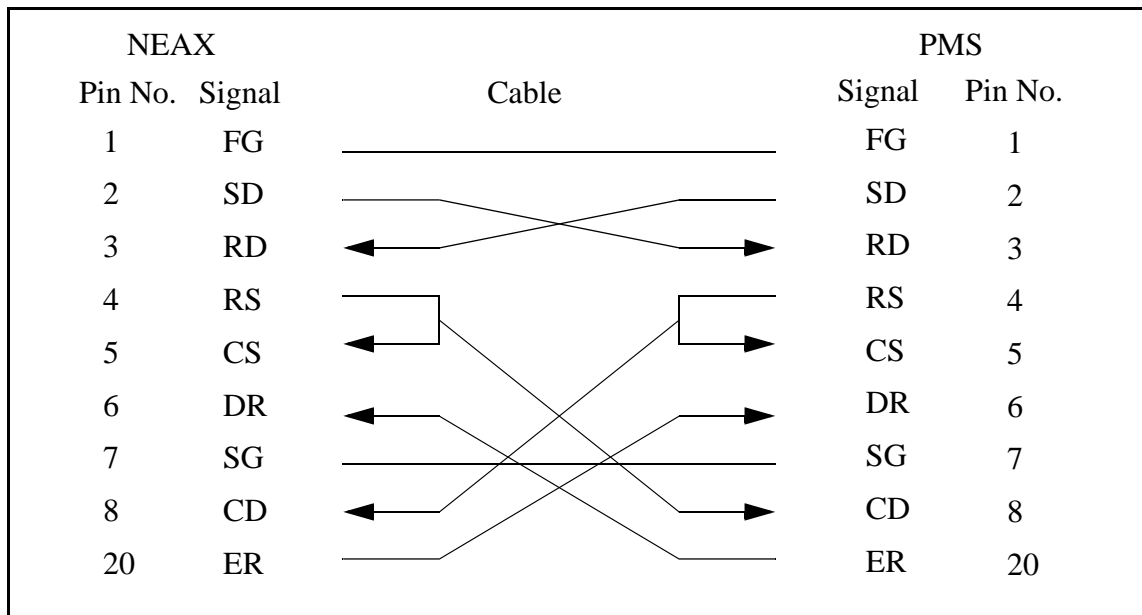 NEAX PMS
Pin No. Signal Cable Signal Pin No.
1 FG FG 1
2 SD SD 2
3 RD RD 3
4 RS RS 4
5 CS CS 5
6 DR DR 6
7 SG SG 7
8 CD CD 8
20 ER ER 20